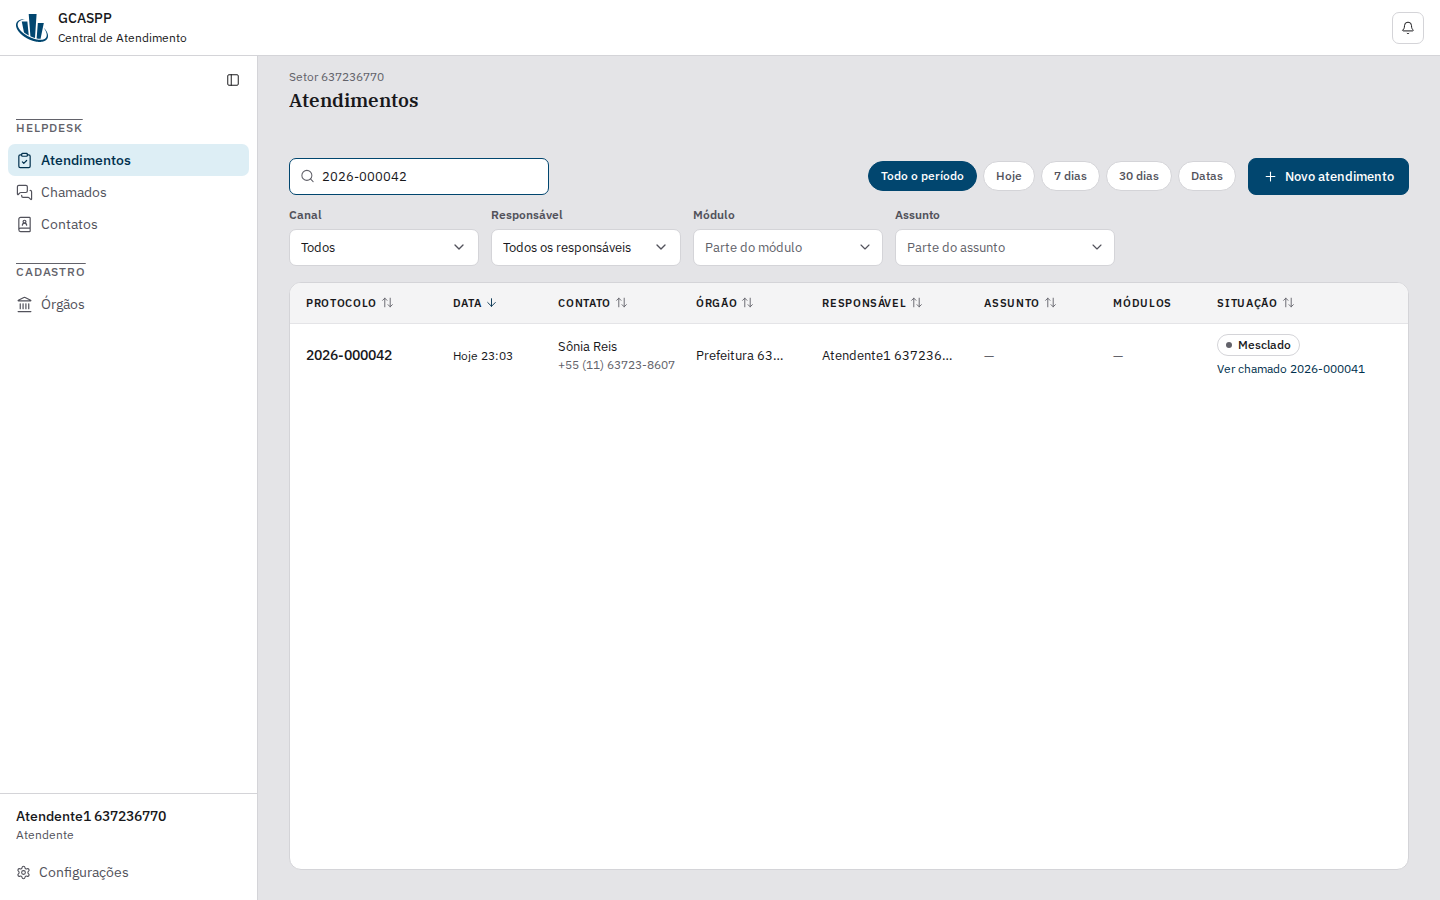 GCASPP
Central de Atendimento
HELPDESK
Atendimentos
Chamados
Contatos
CADASTRO
Órgãos
Atendente1 637236770
Atendente
Configurações
Setor 637236770
Atendimentos
2026-000042
Todo o período
Hoje
7 dias
30 dias
Datas
Novo atendimento
Canal
Responsável
Módulo
Assunto
Todos
Todos os responsáveis
Parte do módulo
Parte do assunto
PROTOCOLO
DATA
CONTATO
ÓRGÃO
RESPONSÁVEL
ASSUNTO
MÓDULOS
SITUAÇÃO
2026-000042
Hoje 23:03
Sônia Reis
+55 (11) 63723-8607
Prefeitura 63...
Atendente1 637236...
—
—
Mesclado
Ver chamado 2026-000041